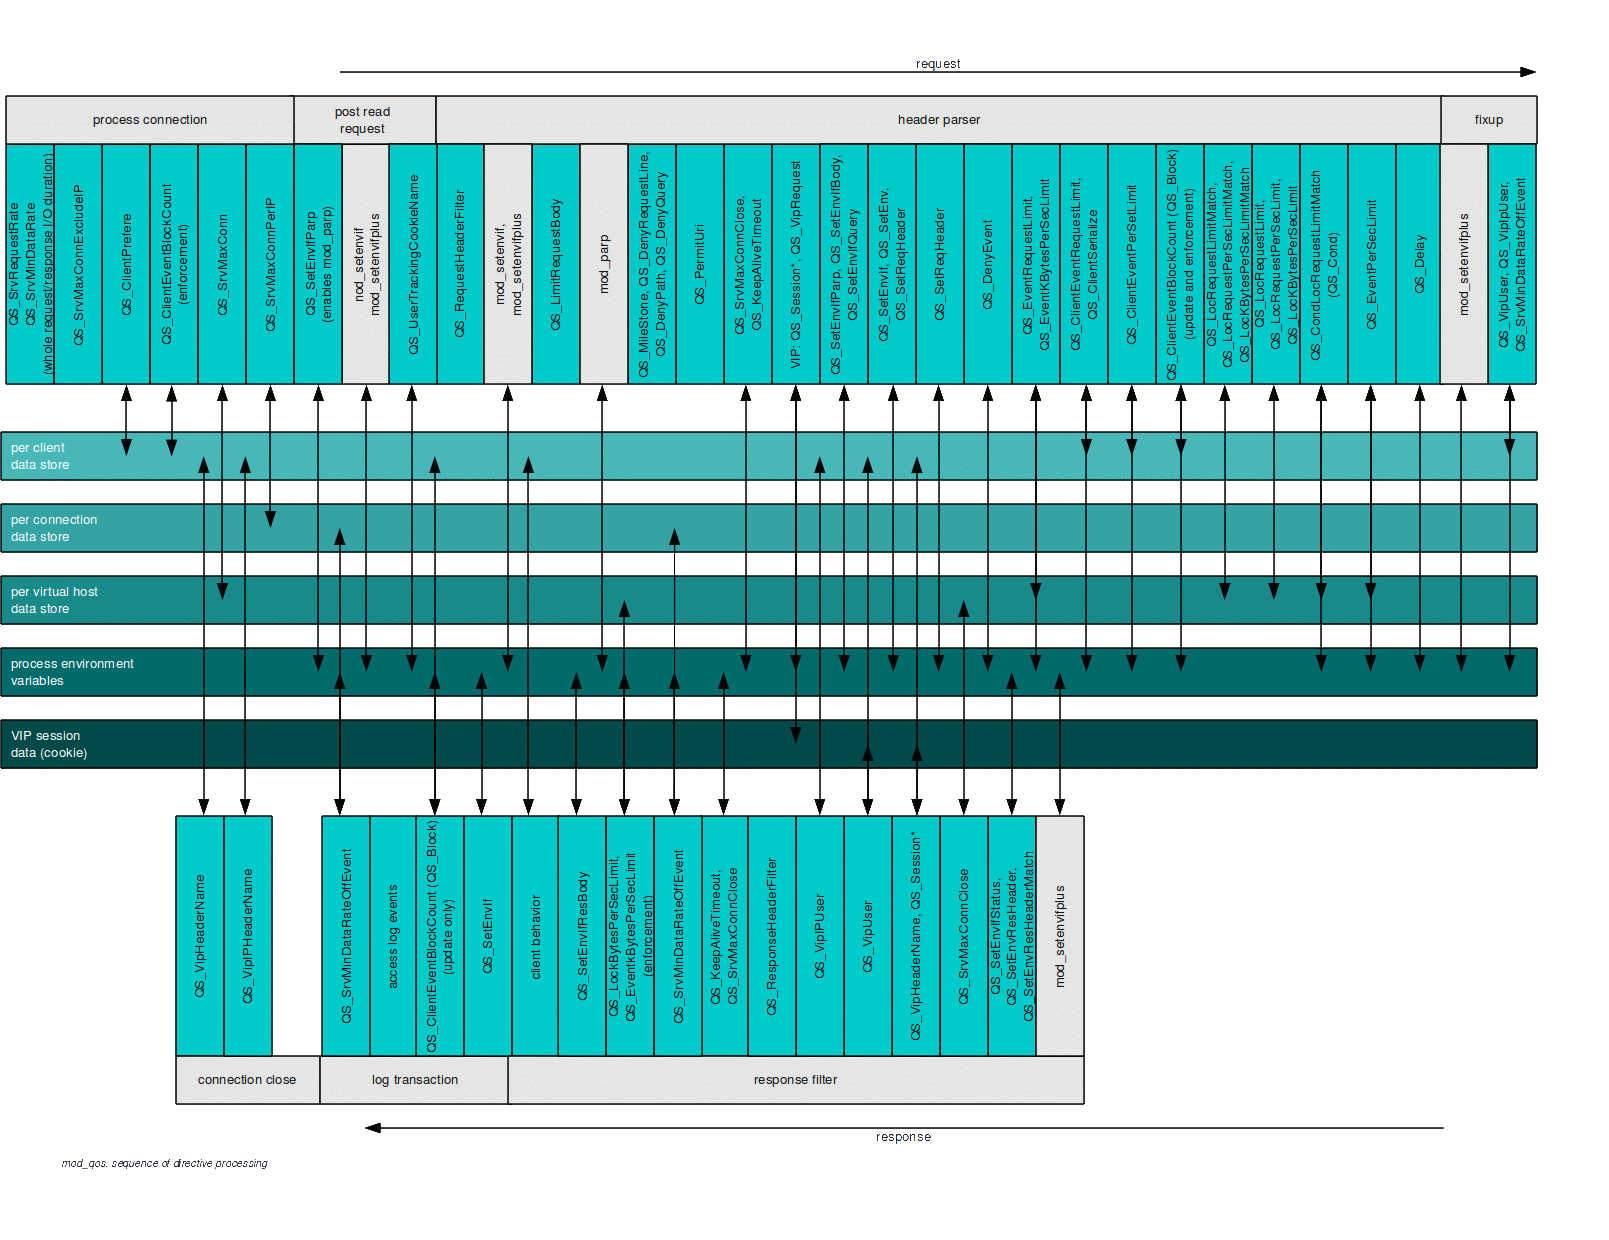 request
process connection
post read
request
header parser
fixup
QS_SrvRequestRate
QS_SrvMinDataRate
(whole request/response I/O duration)
QS_SrvMaxConnExcludeIP
QS_ClientPrefere
QS_ClientEventBlockCount
(enforcement)
QS_SrvMaxConn
QS_SrvMaxConnPerIP
QS_SetEnvIfParp
(enables mod_parp)
nod_setenvif
mod_setenvifplus
QS_UserTrackingCookieName
QS_RequestHeaderFilter
mod_setenvif,
mod_setenvifplus
QS_LimitRequestBody
mod_parp
QS_MileStone, QS_DenyRequestLine,
QS_DenyPath, QS_DenyQuery
QS_PermitUri
QS_SrvMaxConnClose,
QS_KeepAliveTimeout
VIP: QS_Session*, QS_VipRequest
QS_SetEnvIfParp, QS_SetEnvIfBody,
QS_SetEnvIfQuery
QS_SetEnvIf, QS_SetEnv,
QS_SetReqHeader
QS_SetReqHeader
QS_DenyEvent
QS_EventRequestLimit,
QS_EventKBytesPerSecLimit
QS_ClientEventRequestLimit,
QS_ClientSerialize
QS_ClientEventPerSetLimit
QS_ClientEventBlockCount (QS_Block)
(update and enforcement)
QS_LocRequestLimitMatch,
QS_LocRequestPerSecLimitMatch,
QS_LocKBytesPerSecLimitMatch
QS_LocRequestLimit,
QS_LocRequestPerSecLimit,
QS_LocKBytesPerSecLimit
QS_CondLocRequestLimitMatch
(QS_Cond)
QS_EventPerSecLimit
QS_Delay
mod_setenvifplus
QS_VipUser, QS_VipIpUser,
QS_SrvMinDataRateOffEvent
per client
data store
per connection
data store
per virtual host
data store
process environment
variables
VIP session
data (cookie)
QS_VipHeaderName
QS_VipIPHeaderName
QS_SrvMinDataRateOffEvent
access log events
QS_ClientEventBlockCount (QS_Block)
(update only)
QS_SetEnvIf
client behavior
QS_SetEnvIfResBody
QS_LockBytesPerSecLimit,
QS_EventkBytesPerSecLimit
(enforcement)
QS_SrvMinDataRateOffEvent
QS_KeepAliveTimeout,
QS_SrvMaxConnClose
QS_ResponseHeaderFilter
QS_VipIPUser
QS_VipUser
QS_VipHeaderName, QS_Session*
QS_SrvMaxConnClose
QS_SetEnvIfStatus,
QS_SetEnvResHeader,
QS_SetEnvResHeaderMatch
mod_setenvifplus
connection close
log transaction
response filter
response
mod_qos. sequence of directive processing